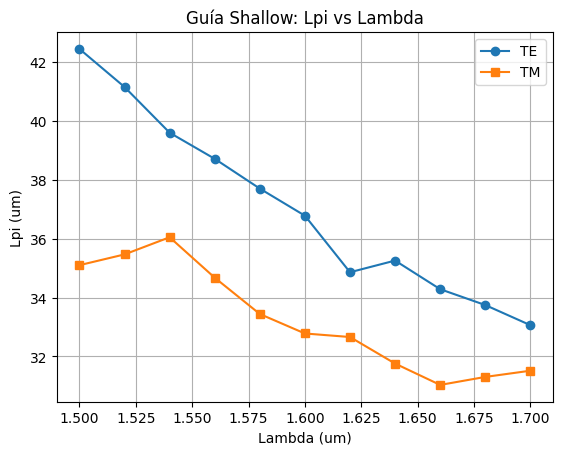 Guía Shallow: Lpi vs Lambda
TE
TM
Lpi (um)
42
40
38
36
34
32
1.500 1.525 1.550 1.575 1.600 1.625 1.650 1.675 1.700
Lambda (um)